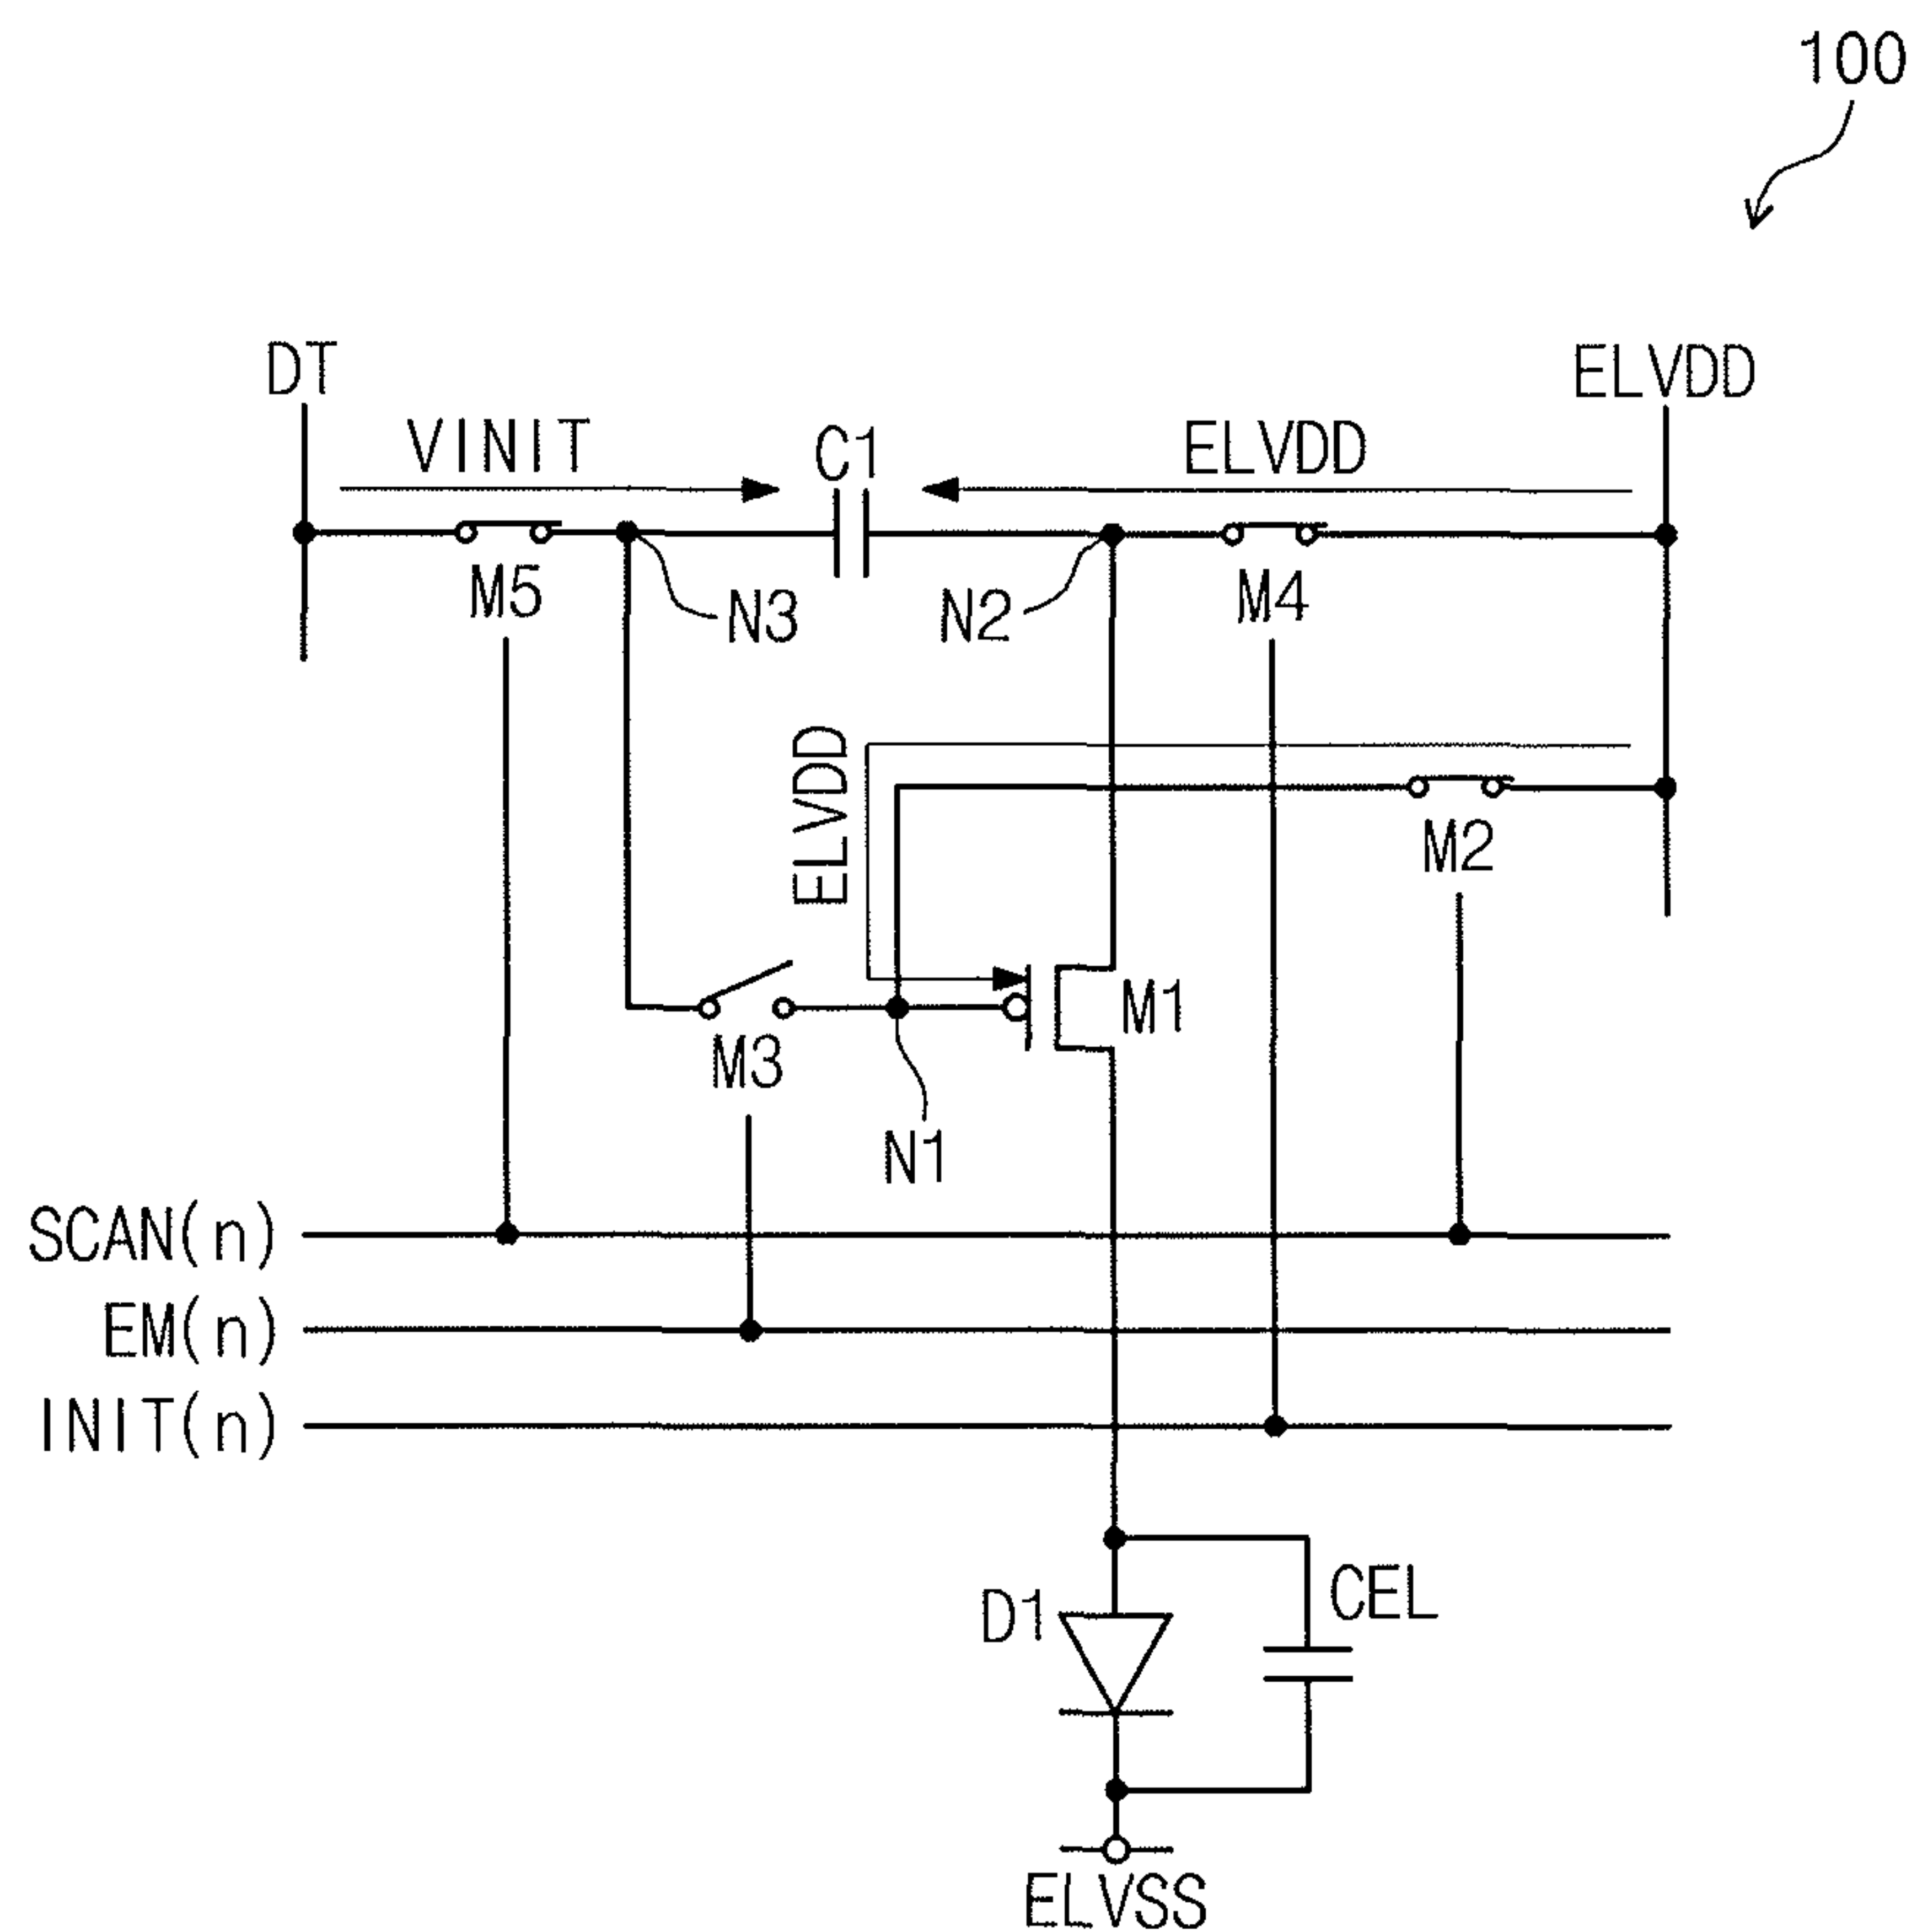 100
DT
ELVDD
VINIT
C1
ELVDD
M5
N3
N2
M4
ELVDD
M2
M1
M3
N1
SCAN(n)
EM(n)
INIT(n)
D1
CEL
ELVSS